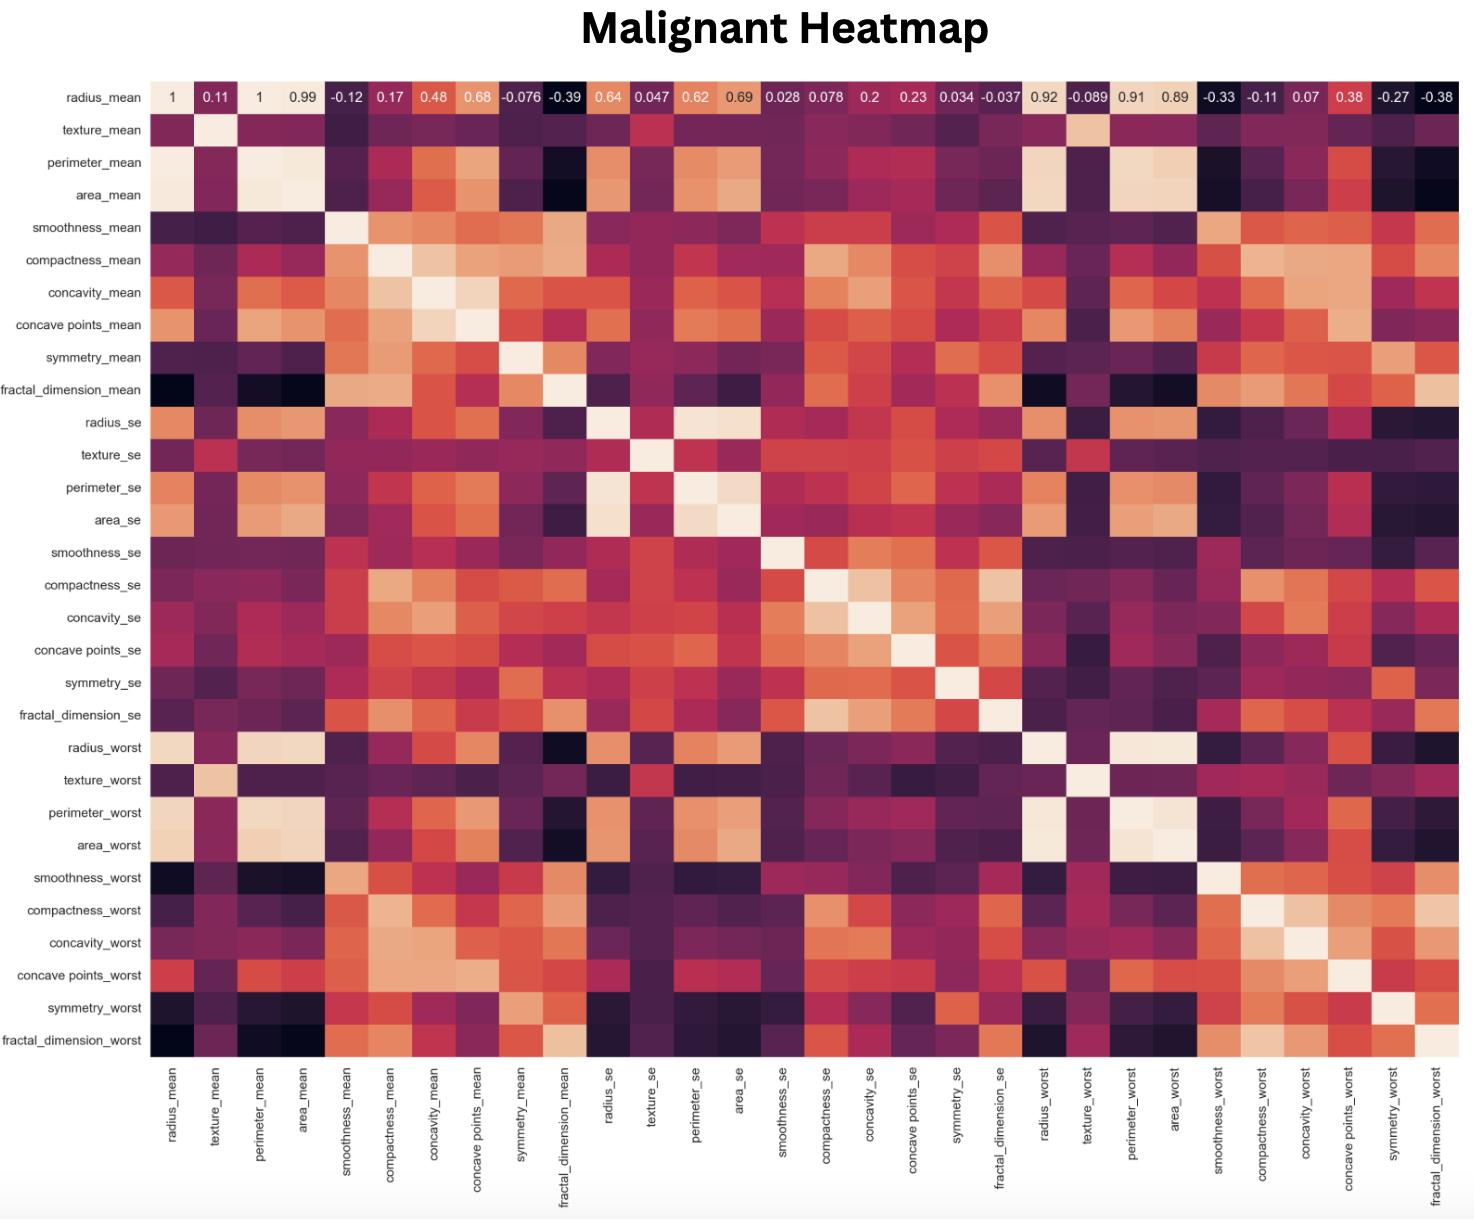 Malignant Heatmap
radius_mean 1 0.11 1 0.99 -0.12 0.17 0.48 0.68 -0.076 -0.39 0.64 0.047 0.62 0.69 0.028 0.078 0.2 0.23 0.034 -0.037 0.92 -0.089 0.91 0.89 -0.33 -0.11 0.07 0.38 -0.27 -0.38
texture_mean
perimeter_mean
area_mean
smoothness_mean
compactness_mean
concavity_mean
concave points_mean
symmetry_mean
fractal_dimension_mean
radius_se
texture_se
perimeter_se
area_se
smoothness_se
compactness_se
concavity_se
concave points_se
symmetry_se
fractal_dimension_se
radius_worst
texture_worst
perimeter_worst
area_worst
smoothness_worst
compactness_worst
concavity_worst
concave points_worst
symmetry_worst
fractal_dimension_worst
radius_mean
texture_mean
perimeter_mean
area_mean
smoothness_mean
compactness_mean
concavity_mean
concave points_mean
symmetry_mean
fractal_dimension_mean
radius_se
texture_se
perimeter_se
area_se
smoothness_se
compactness_se
concavity_se
concave points_se
symmetry_se
fractal_dimension_se
radius_worst
texture_worst
perimeter_worst
area_worst
smoothness_worst
compactness_worst
concavity_worst
concave points_worst
symmetry_worst
fractal_dimension_worst